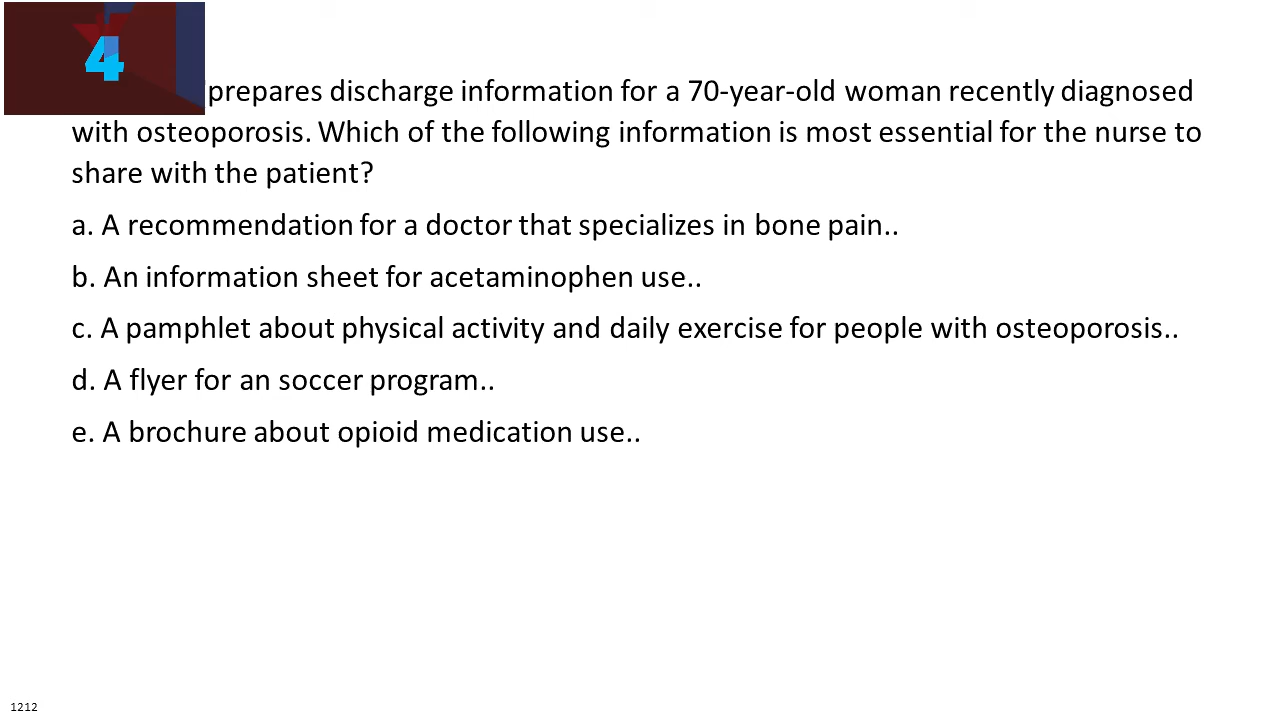 4
prepares discharge information for a 70-year-old woman recently diagnosed
with osteoporosis. Which of the following information is most essential for the nurse to
share with the patient?
a. A recommendation for a doctor that specializes in bone pain..
b. An information sheet for acetaminophen use..
c. A pamphlet about physical activity and daily exercise for people with osteoporosis..
d. A flyer for an soccer program..
e. A brochure about opioid medication use..
1212